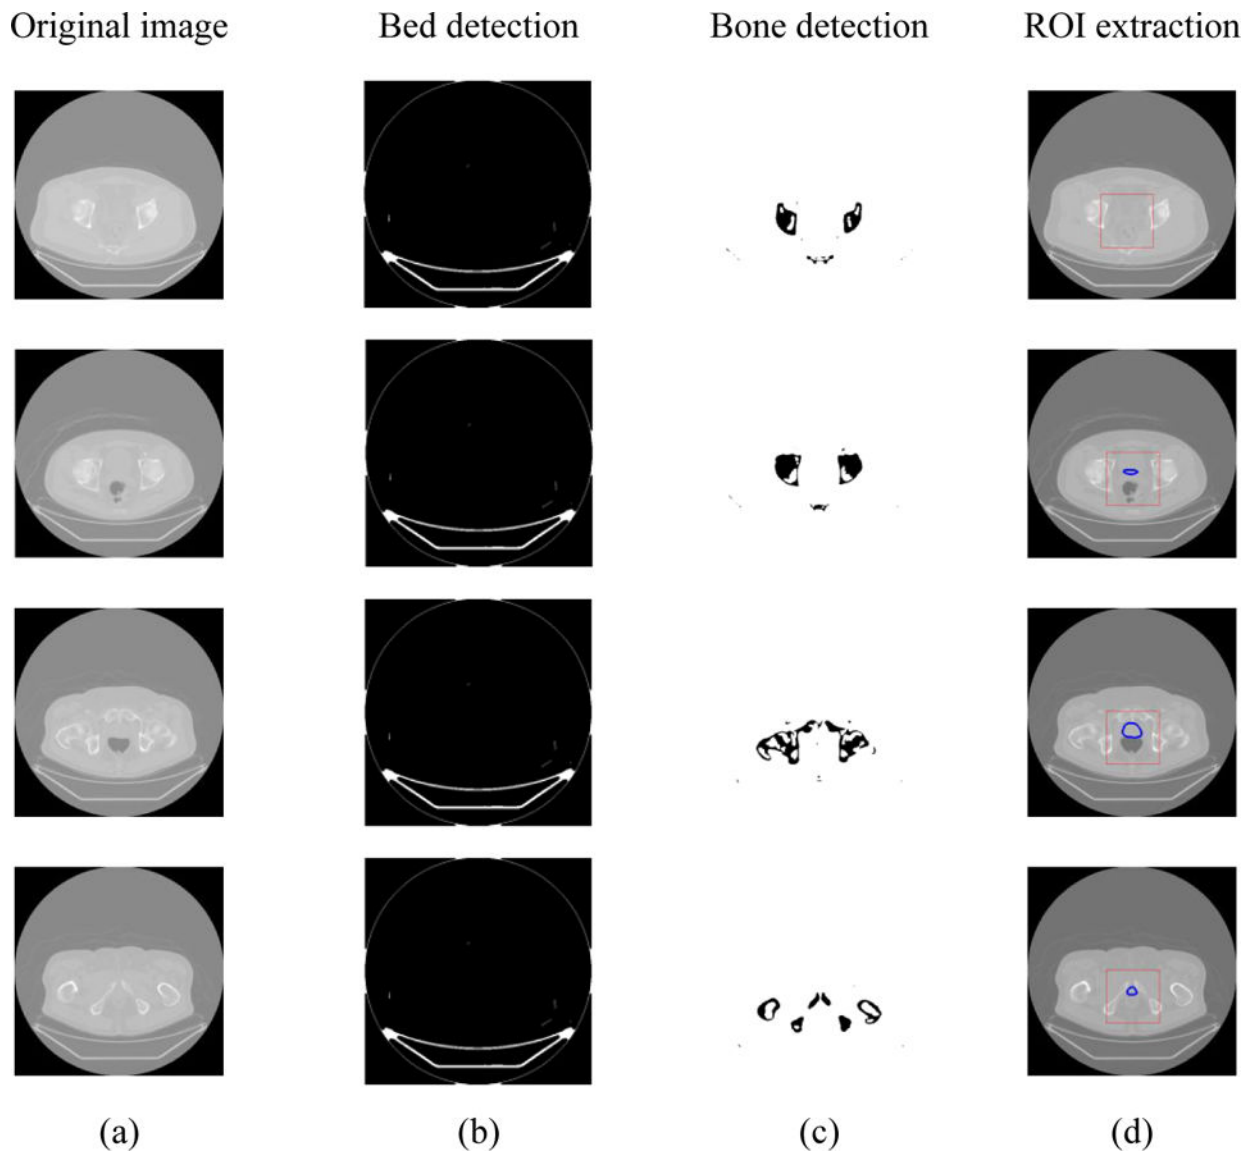 Original image Bed detection Bone detection ROI extraction
(a) (b) (c) (d)